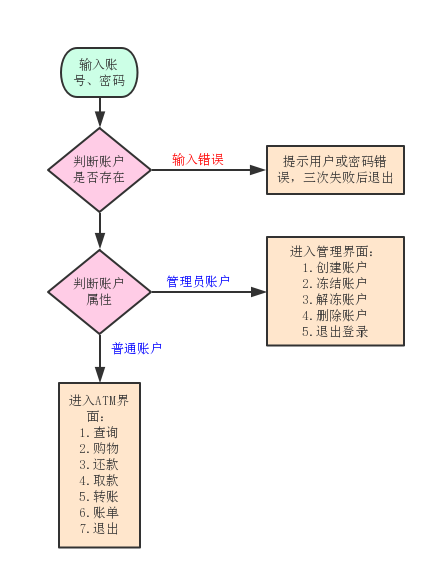 输入账
号、密码
判断账户
是否存在
输入错误
提示用户或密码错
误，三次失败后退出
判断账户
属性
管理员账户
进入管理界面：
1.创建账户
2.冻结账户
3.解冻账户
4.删除账户
5.退出登录
普通账户
进入ATM界
面：
1.查询
2.购物
3.还款
4.取款
5.转账
6.账单
7.退出